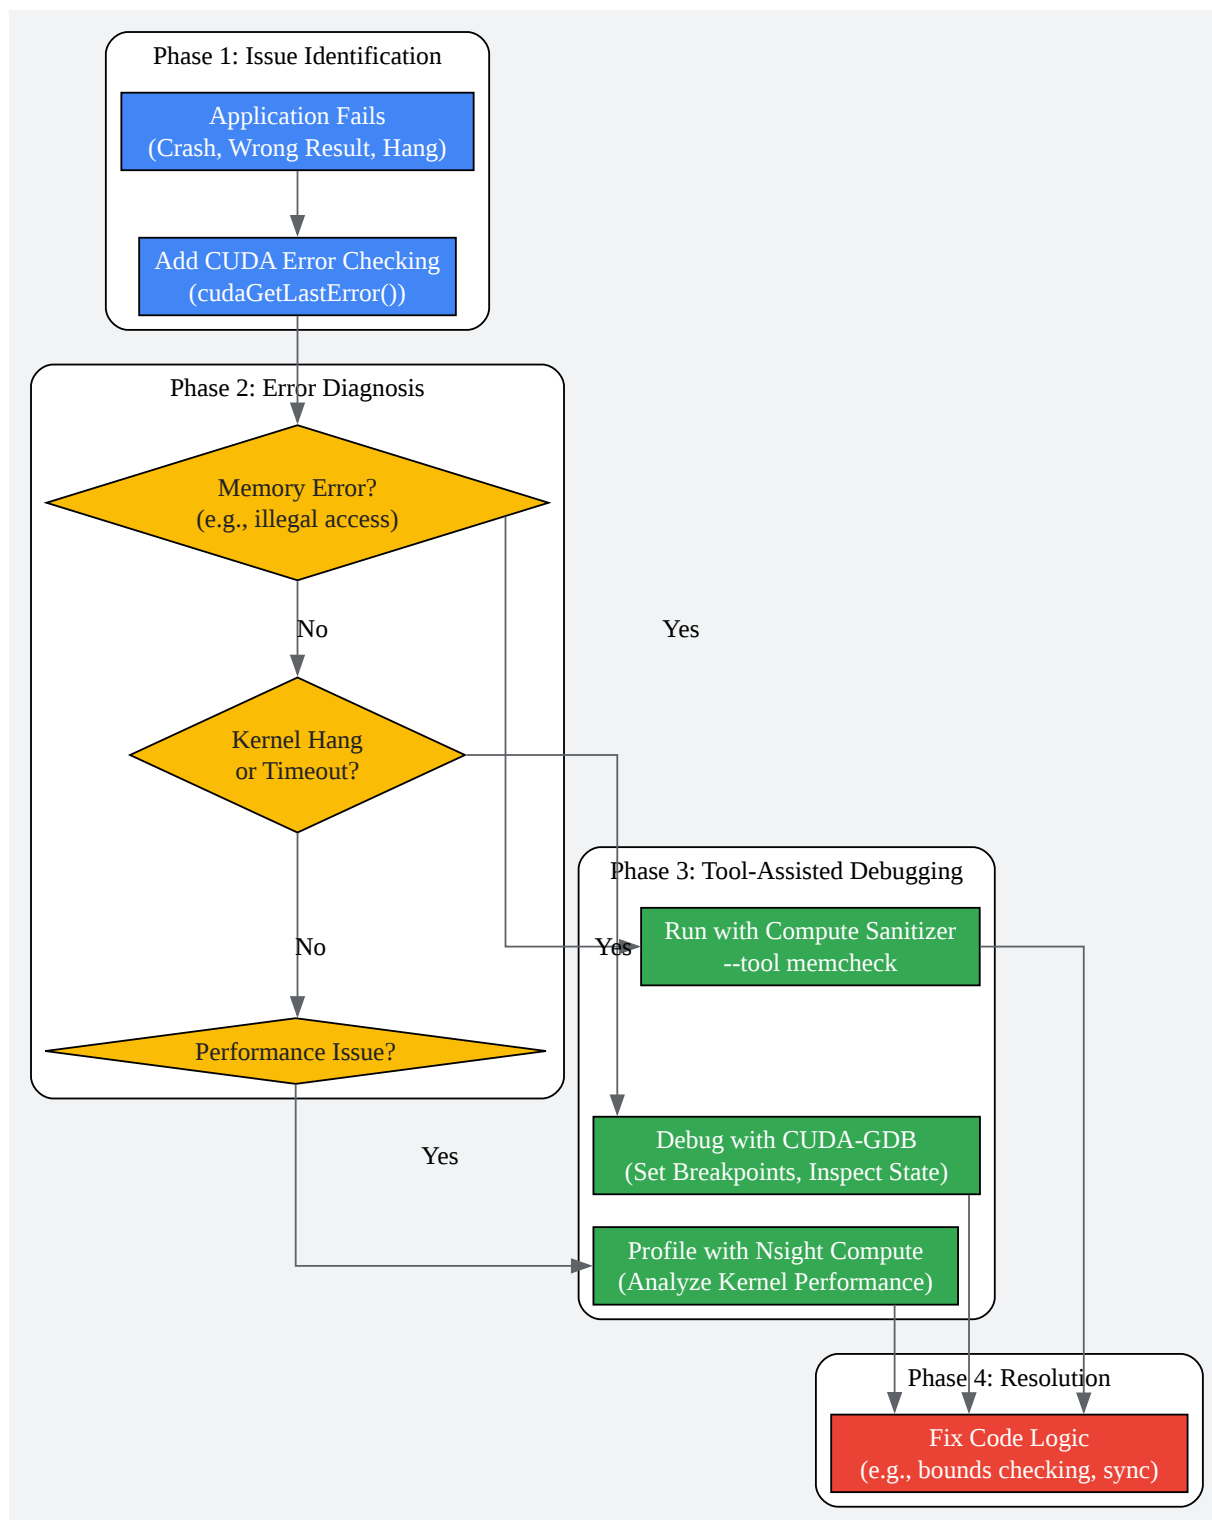 Phase 1: Issue Identification
Application Fails
(Crash, Wrong Result, Hang)
Add CUDA Error Checking
(cudaGetLastError())
Phase 2: Error Diagnosis
Memory Error?
(e.g., illegal access)
No
Yes
Kernel Hang
or Timeout?
Phase 3: Tool-Assisted Debugging
Run with Compute Sanitizer
--tool memcheck
No
Yes
Performance Issue?
Debug with CUDA-GDB
(Set Breakpoints, Inspect State)
Yes
Profile with Nsight Compute
(Analyze Kernel Performance)
Phase 4: Resolution
Fix Code Logic
(e.g., bounds checking, sync)